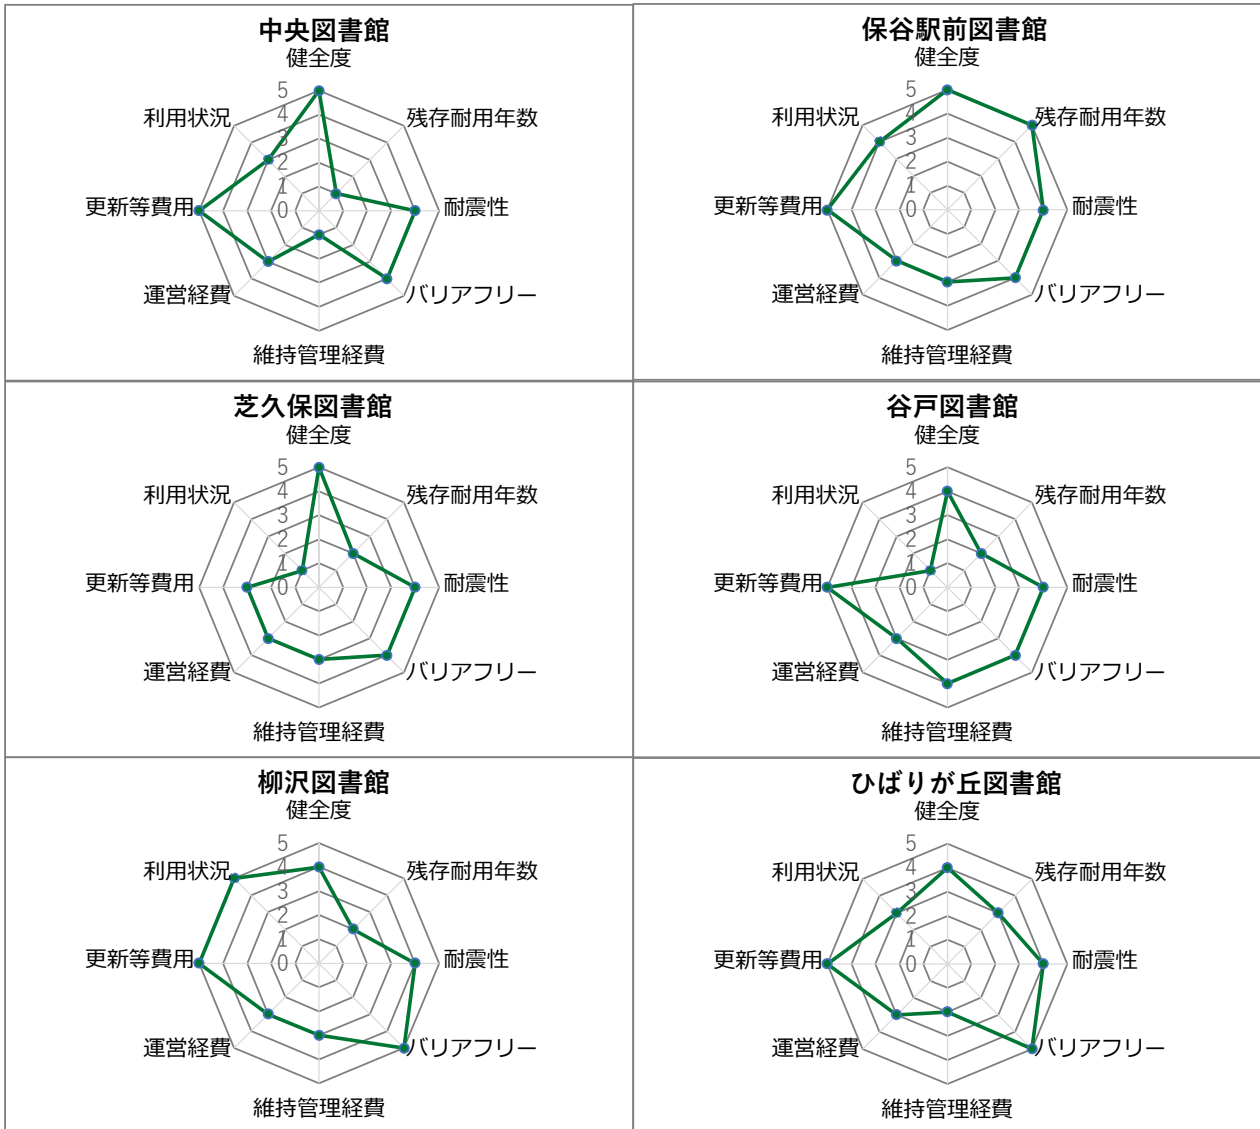 中央図書館
健全度
5
利用状況
4
残存耐用年数
3
2
1
更新等費用
0
耐震性
運営経費
バリアフリー
維持管理経費
保谷駅前図書館
健全度
5
利用状況
4
残存耐用年数
3
2
1
更新等費用
0
耐震性
運営経費
バリアフリー
維持管理経費
芝久保図書館
健全度
5
利用状況
4
残存耐用年数
3
2
1
更新等費用
0
耐震性
運営経費
バリアフリー
維持管理経費
谷戸図書館
健全度
5
利用状況
4
残存耐用年数
3
2
1
更新等費用
0
耐震性
運営経費
バリアフリー
維持管理経費
柳沢図書館
健全度
5
利用状況
4
残存耐用年数
3
2
1
更新等費用
0
耐震性
運営経費
バリアフリー
維持管理経費
ひばりが丘図書館
健全度
5
利用状況
4
残存耐用年数
3
2
1
更新等費用
0
耐震性
運営経費
バリアフリー
維持管理経費